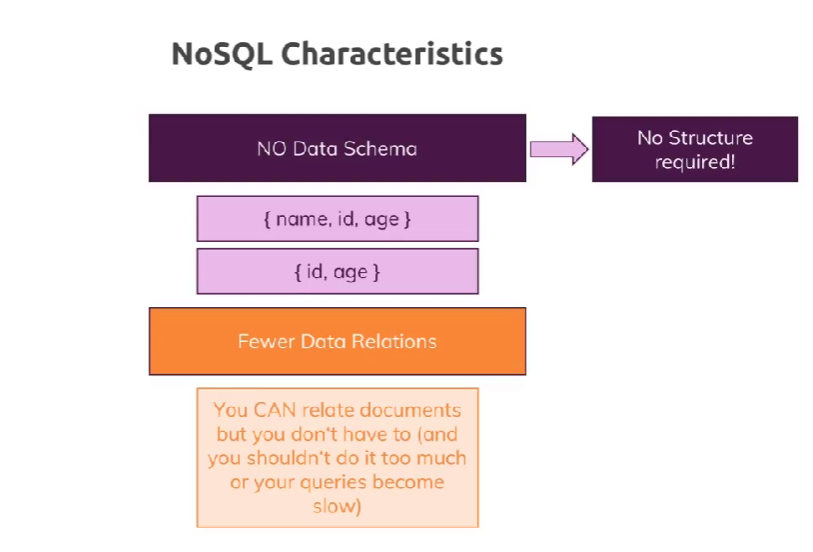 NoSQL Characteristics
NO Data Schema
No Structure
required!
{ name, id, age }
{ id, age }
Fewer Data Relations
You CAN relate documents
but you don't have to (and
you shouldn't do it too much
or your queries become
slow)